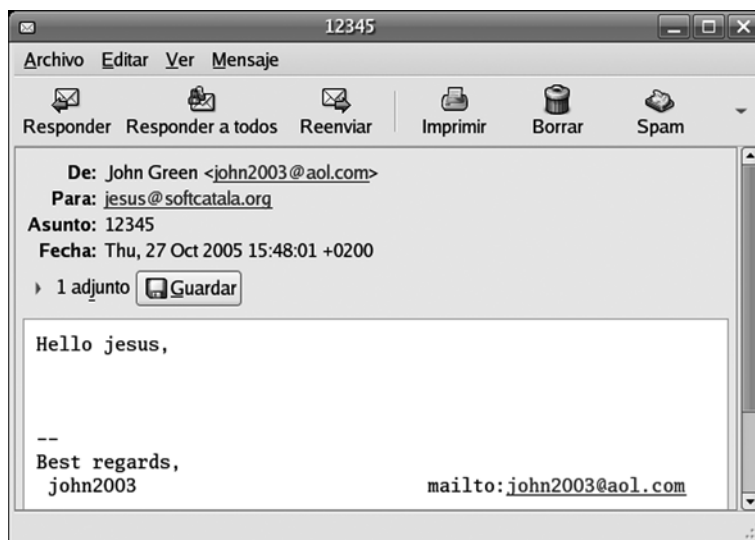 12345
Archivo Editar Ver Mensaje
Responder Responder a todos Reenviar Imprimir Borrar Spam
De: John Green <john2003@aol.com>
Para: jesus@softcatala.org
Asunto: 12345
Fecha: Thu, 27 Oct 2005 15:48:01 +0200
1 adjunto Guardar
Hello jesus,
--
Best regards,
john2003 mailto:john2003@aol.com